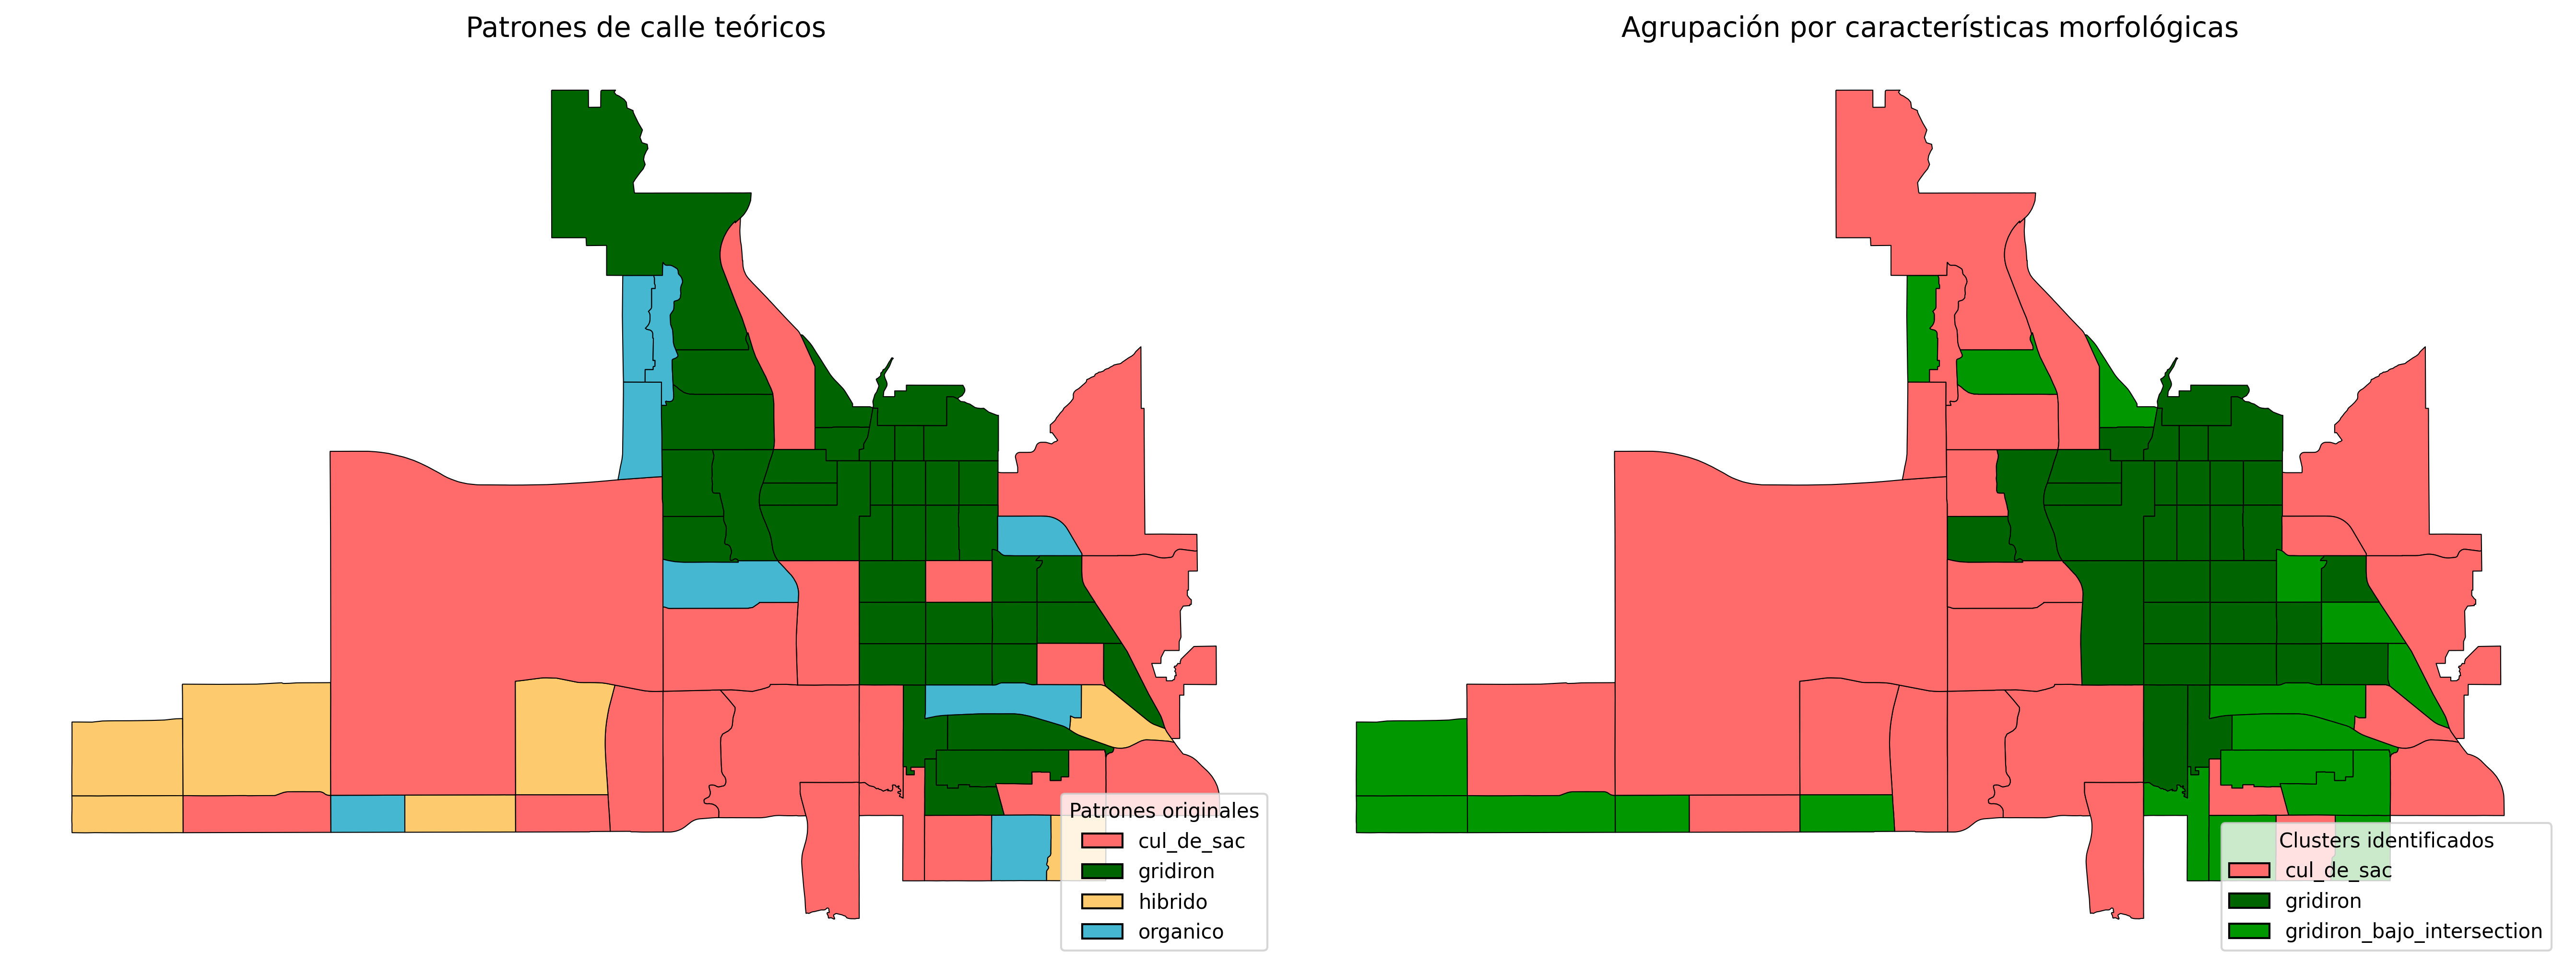 Patrones de calle teóricos
Agrupación por características morfológicas
Patrones originales
cul_de_sac
gridiron
hibrido
organico
Clusters identificados
cul_de_sac
gridiron
gridiron_bajo_intersection